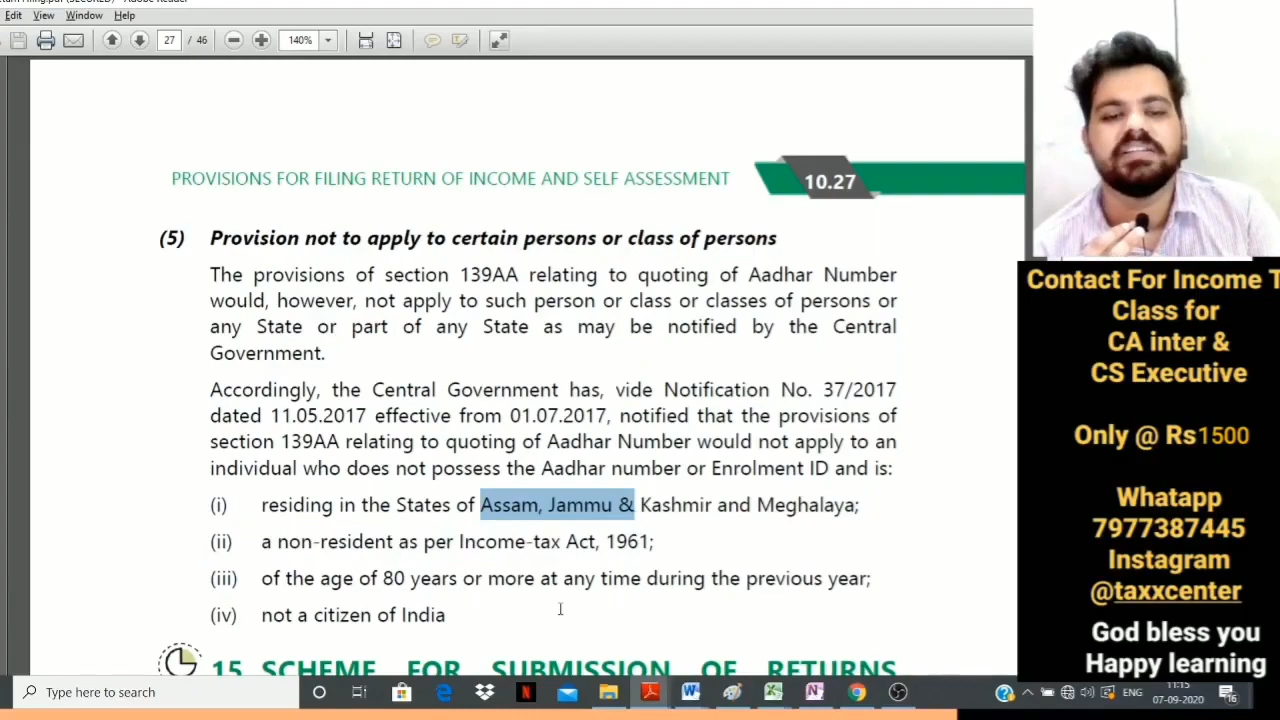 Edit View Window Help
27 / 46 140%
PROVISIONS FOR FILING RETURN OF INCOME AND SELF ASSESSMENT
10.27
(5) Provision not to apply to certain persons or class of persons
The provisions of section 139AA relating to quoting of Aadhar Number
would, however, not apply to such person or class or classes of persons or
any State or part of any State as may be notified by the Central
Government.
Accordingly, the Central Government has, vide Notification No. 37/2017
dated 11.05.2017 effective from 01.07.2017, notified that the provisions of
section 139AA relating to quoting of Aadhar Number would not apply to an
individual who does not possess the Aadhar number or Enrolment ID and is:
(i) residing in the States of Assam, Jammu & Kashmir and Meghalaya;
(ii) a non-resident as per Income-tax Act, 1961;
(iii) of the age of 80 years or more at any time during the previous year;
(iv) not a citizen of India
15 SCHEME FOR SUBMISSION OF RETURNS
Contact For Income T
Class for
CA inter &
CS Executive
Only @ Rs1500
Whatapp
7977387445
Instagram
@taxxcenter
God bless you
Happy learning
Type here to search
ENG
11:15
07-09-2020
16